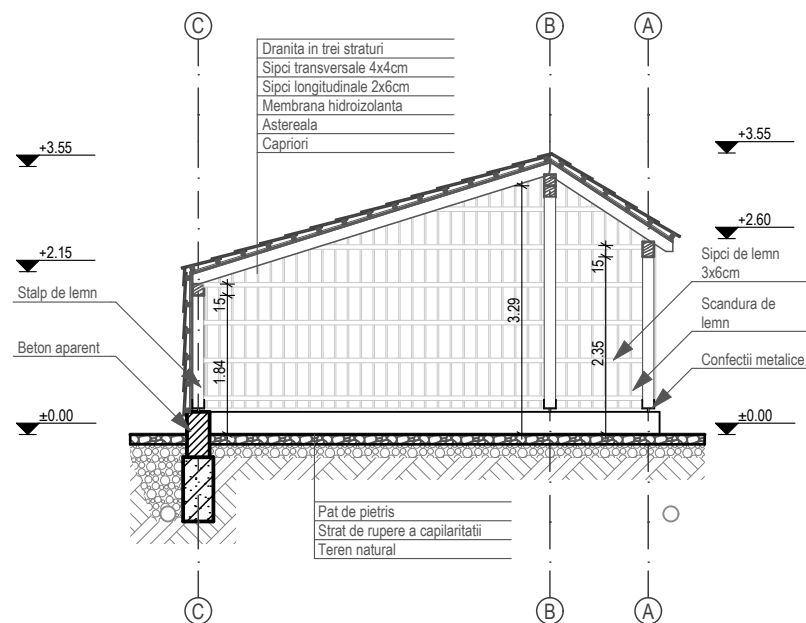 C
B
A
Dranita in trei straturi
Sipci transversale 4x4cm
Sipci longitudinale 2x6cm
Membrana hidroizolanta
Astereala
Capriori
+3.55
+3.55
+2.60
+2.15
Sipci de lemn
3x6cm
Stalp de lemn
15
15
3.29
Scandura de
lemn
Beton aparent
1.84
2.35
Confectii metalice
±0.00
±0.00
Pat de pietris
Strat de rupere a capilaritatii
Teren natural
C
B
A